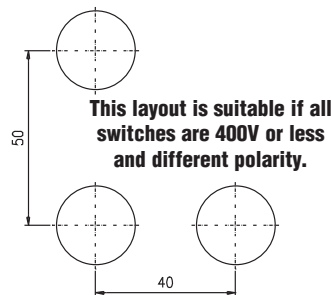 This layout is suitable if all
switches are 400V or less
and different polarity.
50
40